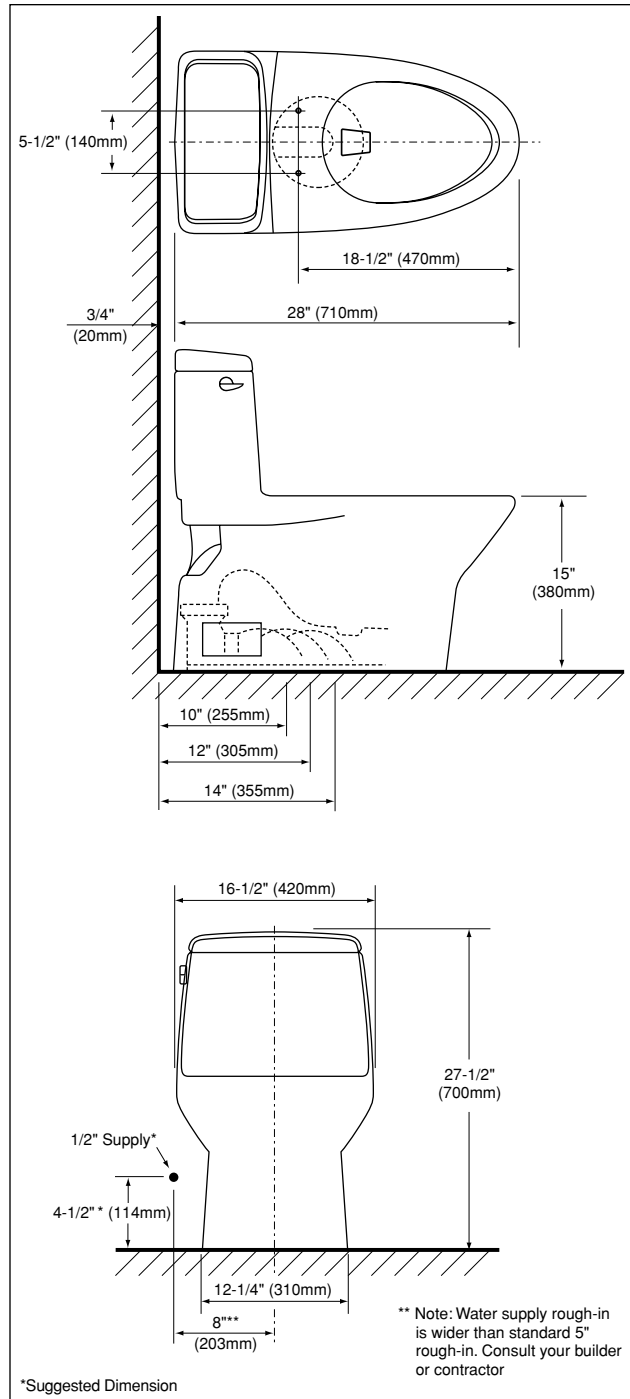 5-1/2" (140mm)
18-1/2" (470mm)
3/4"
(20mm)
28" (710mm)
15"
(380mm)
10" (255mm)
12" (305mm)
14" (355mm)
16-1/2" (420mm)
27-1/2"
(700mm)
1/2" Supply*
4-1/2"* (114mm)
12-1/4" (310mm)
8"**
(203mm)
** Note: Water supply rough-in
is wider than standard 5"
rough-in. Consult your builder
or contractor
*Suggested Dimension